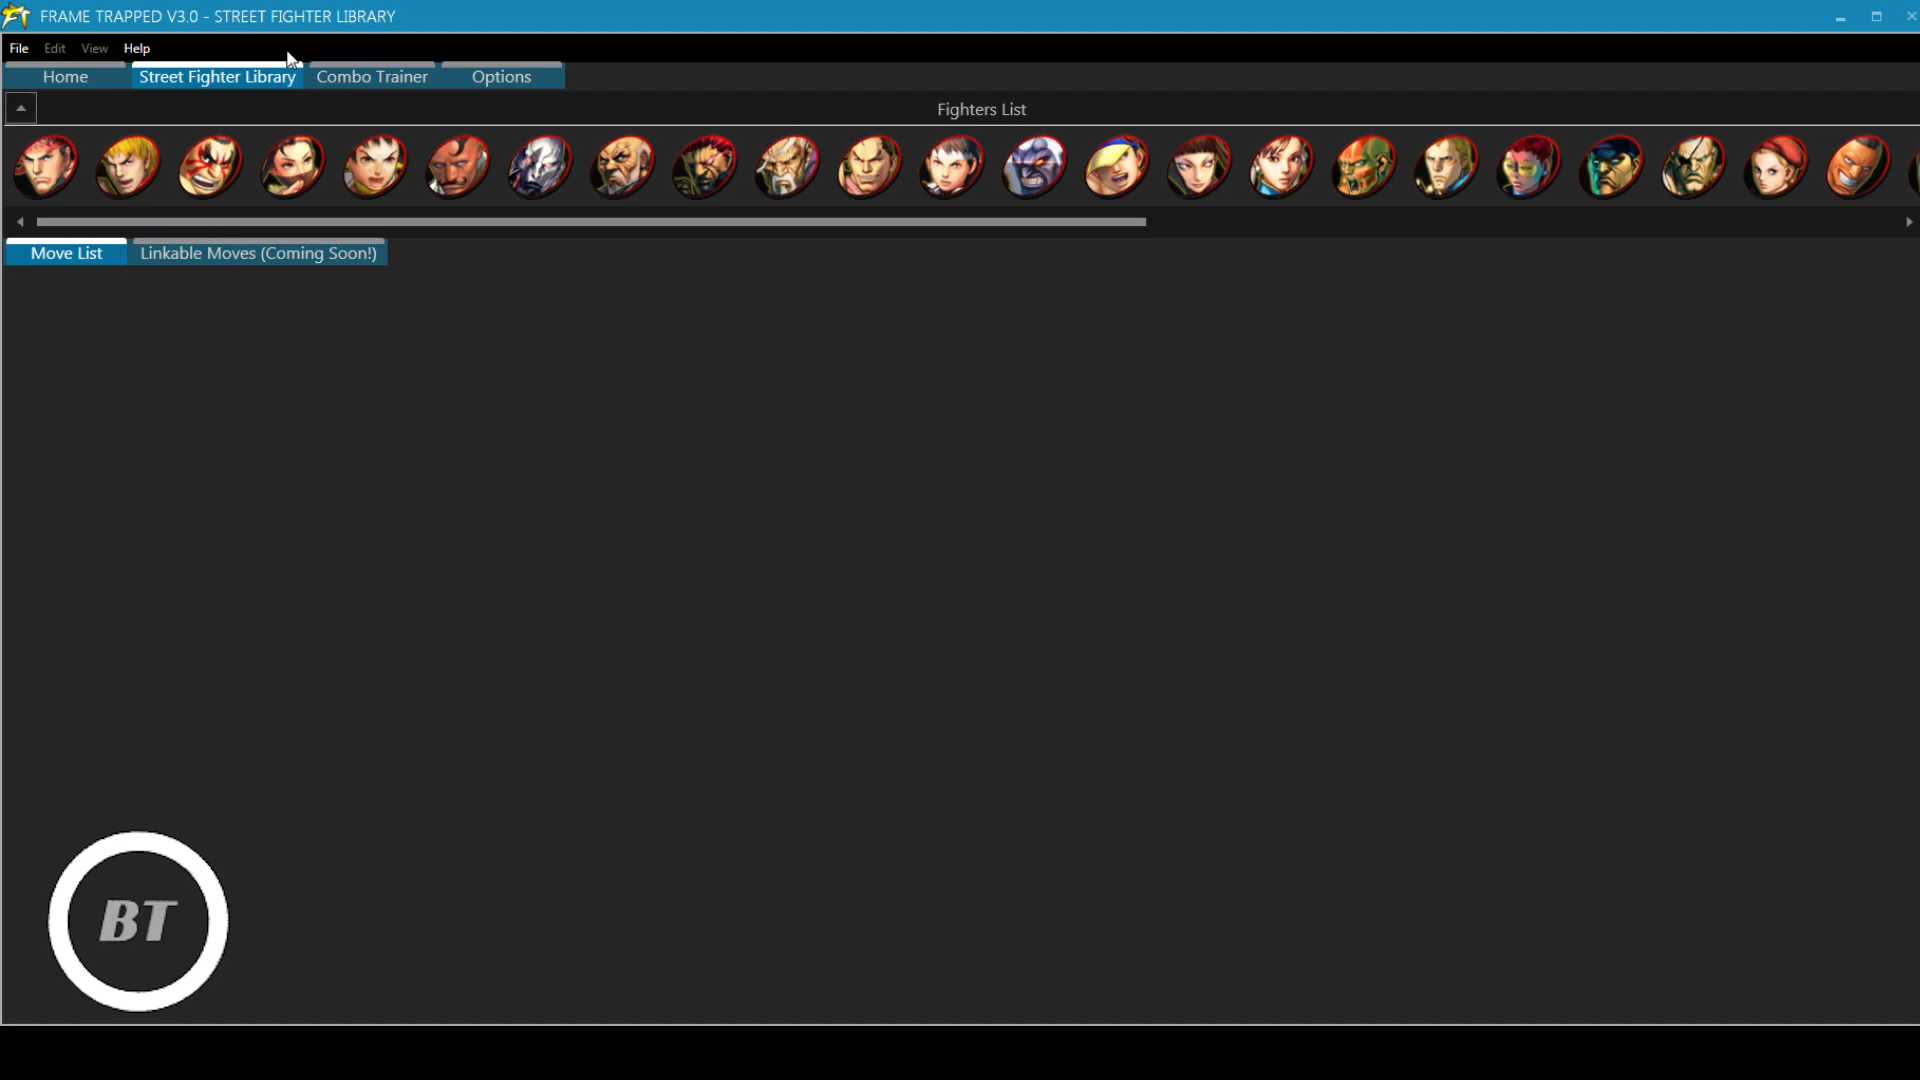 FT FRAME TRAPPED V3.0 - STREET FIGHTER LIBRARY
File Edit View Help
Home Street Fighter Library Combo Trainer Options
Fighters List
Move List Linkable Moves (Coming Soon!)
BT